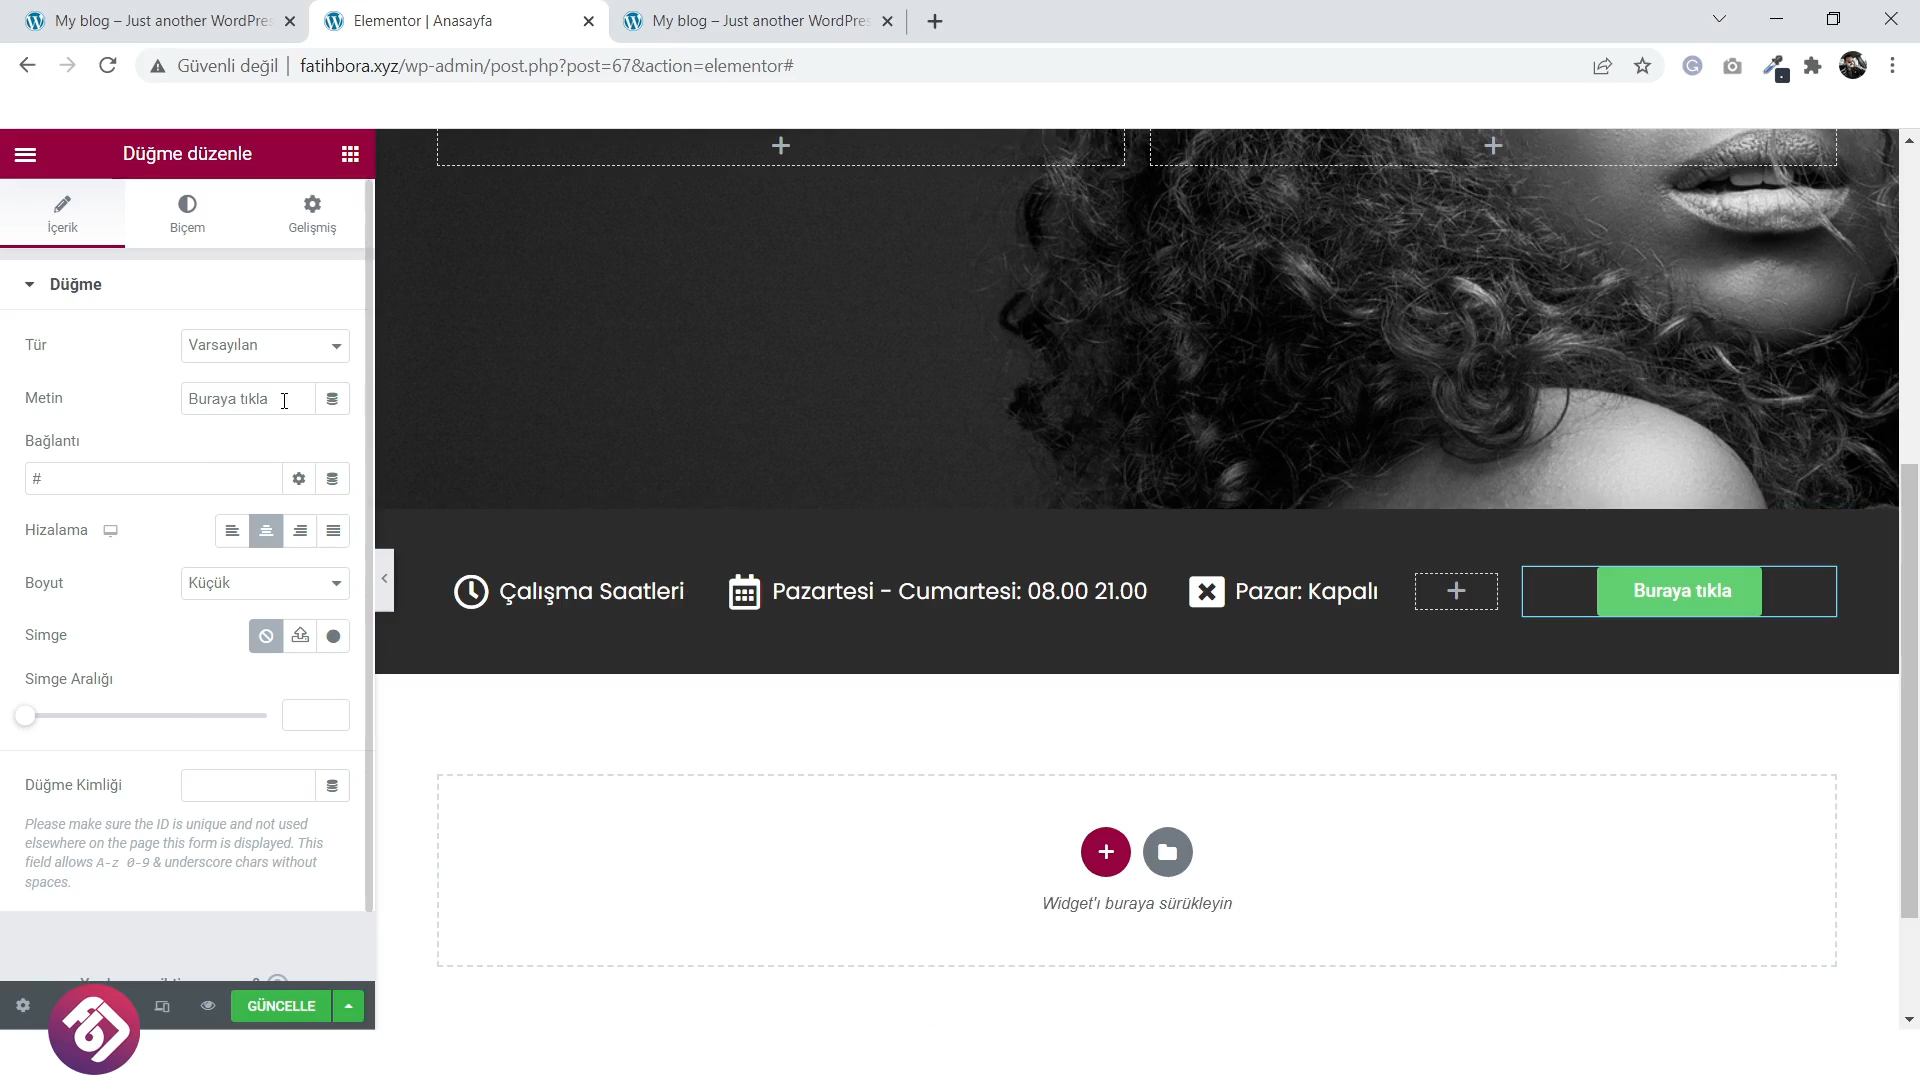 My blog – Just another WordPres
Elementor | Anasayfa
My blog – Just another WordPres
Güvenli değil | fatihbora.xyz/wp-admin/post.php?post=67&action=elementor#
Düğme düzenle
İçerik
Biçem
Gelişmiş
Düğme
Tür
Varsayılan
Metin
Buraya tıkla
Bağlantı
#
Hizalama
Boyut
Küçük
Simge
Simge Aralığı
Düğme Kimliği
Please make sure the ID is unique and not used
elsewhere on the page this form is displayed. This
field allows A-z 0-9 & underscore chars without
spaces.
GÜNCELLE
Çalışma Saatleri
Pazartesi - Cumartesi: 08.00 21.00
Pazar: Kapalı
Buraya tıkla
Widget'ı buraya sürükleyin